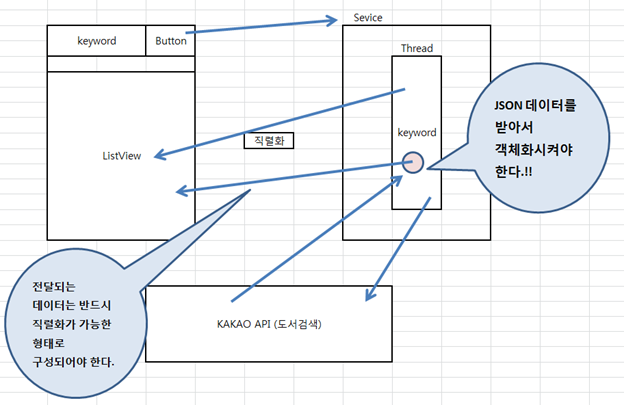 Sevice
keyword
Button
Thread
JSON 데이터를
받아서
객체화시켜야
한다.!!
keyword
직렬화
ListView
전달되는
데이터는 반드시
직렬화가 가능한
형태로
구성되어야 한다.
KAKAO API (도서검색)